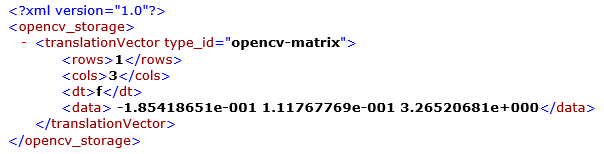 <?xml version="1.0"?>
<opencv_storage>
- <translationVector type_id="opencv-matrix">
<rows>1</rows>
<cols>3</cols>
<dt>f</dt>
<data> -1.85418651e-001 1.11767769e-001 3.26520681e+000</data>
</translationVector>
</opencv_storage>